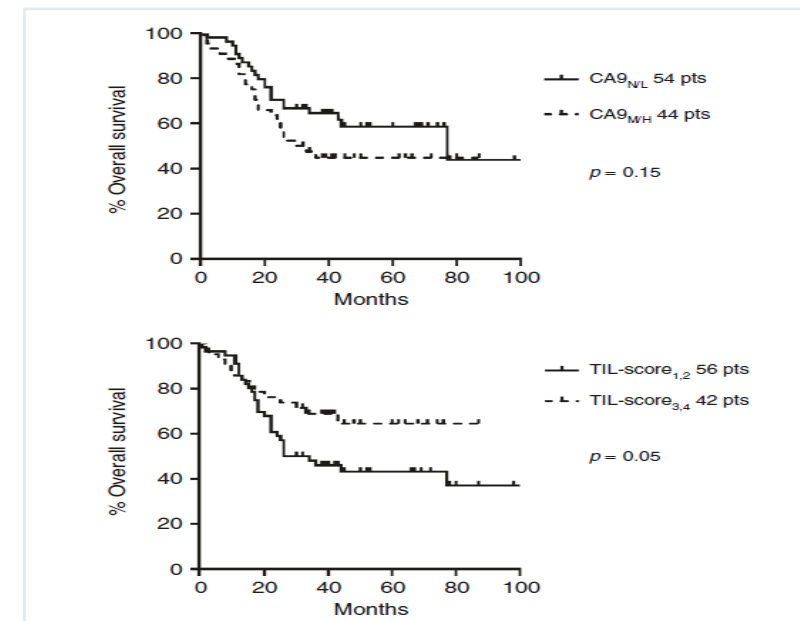 100
80
60
40
20
0
% Overall survival
0 20 40 60 80 100
Months
CA9N/L 54 pts
CA9M/H 44 pts
p = 0.15
100
80
60
40
20
0
% Overall survival
0 20 40 60 80 100
Months
TIL-score1,2 56 pts
TIL-score3,4 42 pts
p = 0.05